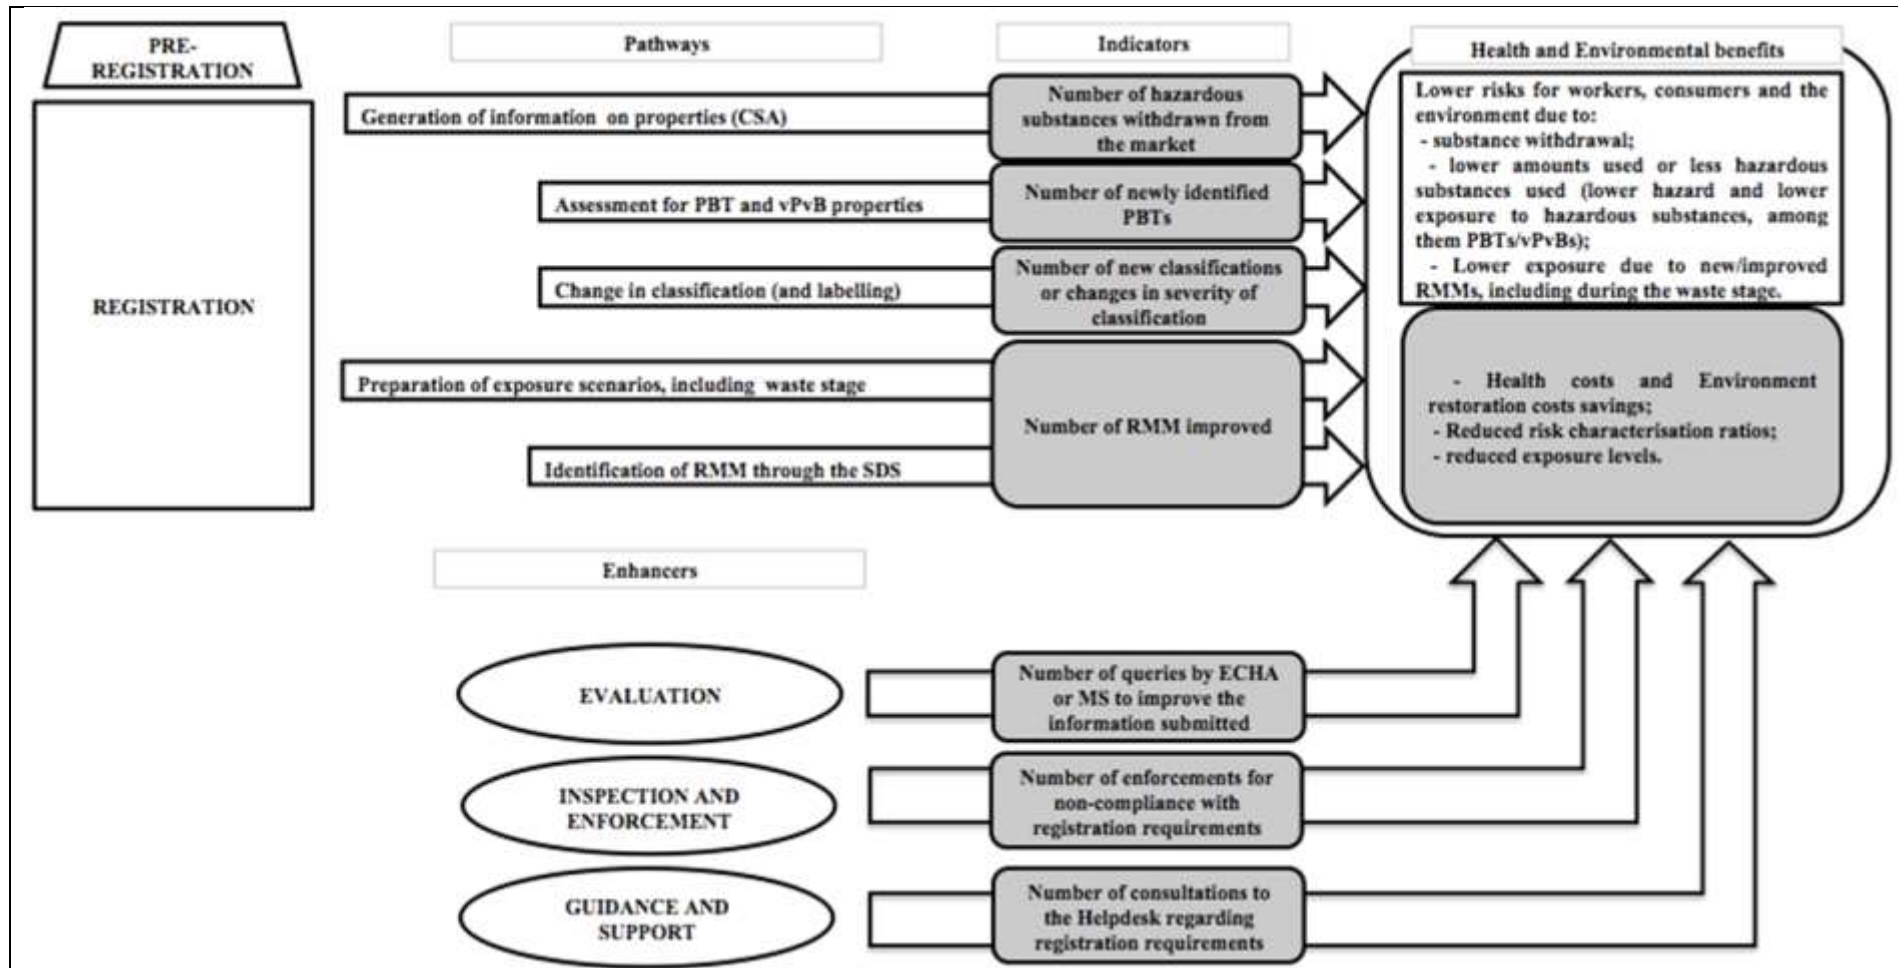 PRE-
REGISTRATION
Pathways
Indicators
Health and Environmental benefits
REGISTRATION
Generation of information on properties (CSA)
Number of hazardous
substances withdrawn from
the market
Assessment for PBT and vPvB properties
Number of newly identified
PBTs
Change in classification (and labelling)
Number of new classifications
or changes in severity of
classification
Preparation of exposure scenarios, including waste stage
Identification of RMM through the SDS
Number of RMM improved
Lower risks for workers, consumers and the
environment due to:
- substance withdrawal;
- lower amounts used or less hazardous
substances used (lower hazard and lower
exposure to hazardous substances, among
them PBTs/vPvBs);
- Lower exposure due to new/improved
RMMs, including during the waste stage.
- Health costs and Environment
restoration costs savings;
- Reduced risk characterisation ratios;
- reduced exposure levels.
Enhancers
EVALUATION
Number of queries by ECHA
or MS to improve the
information submitted
INSPECTION AND
ENFORCEMENT
Number of enforcements for
non-compliance with
registration requirements
GUIDANCE AND
SUPPORT
Number of consultations to
the Helpdesk regarding
registration requirements